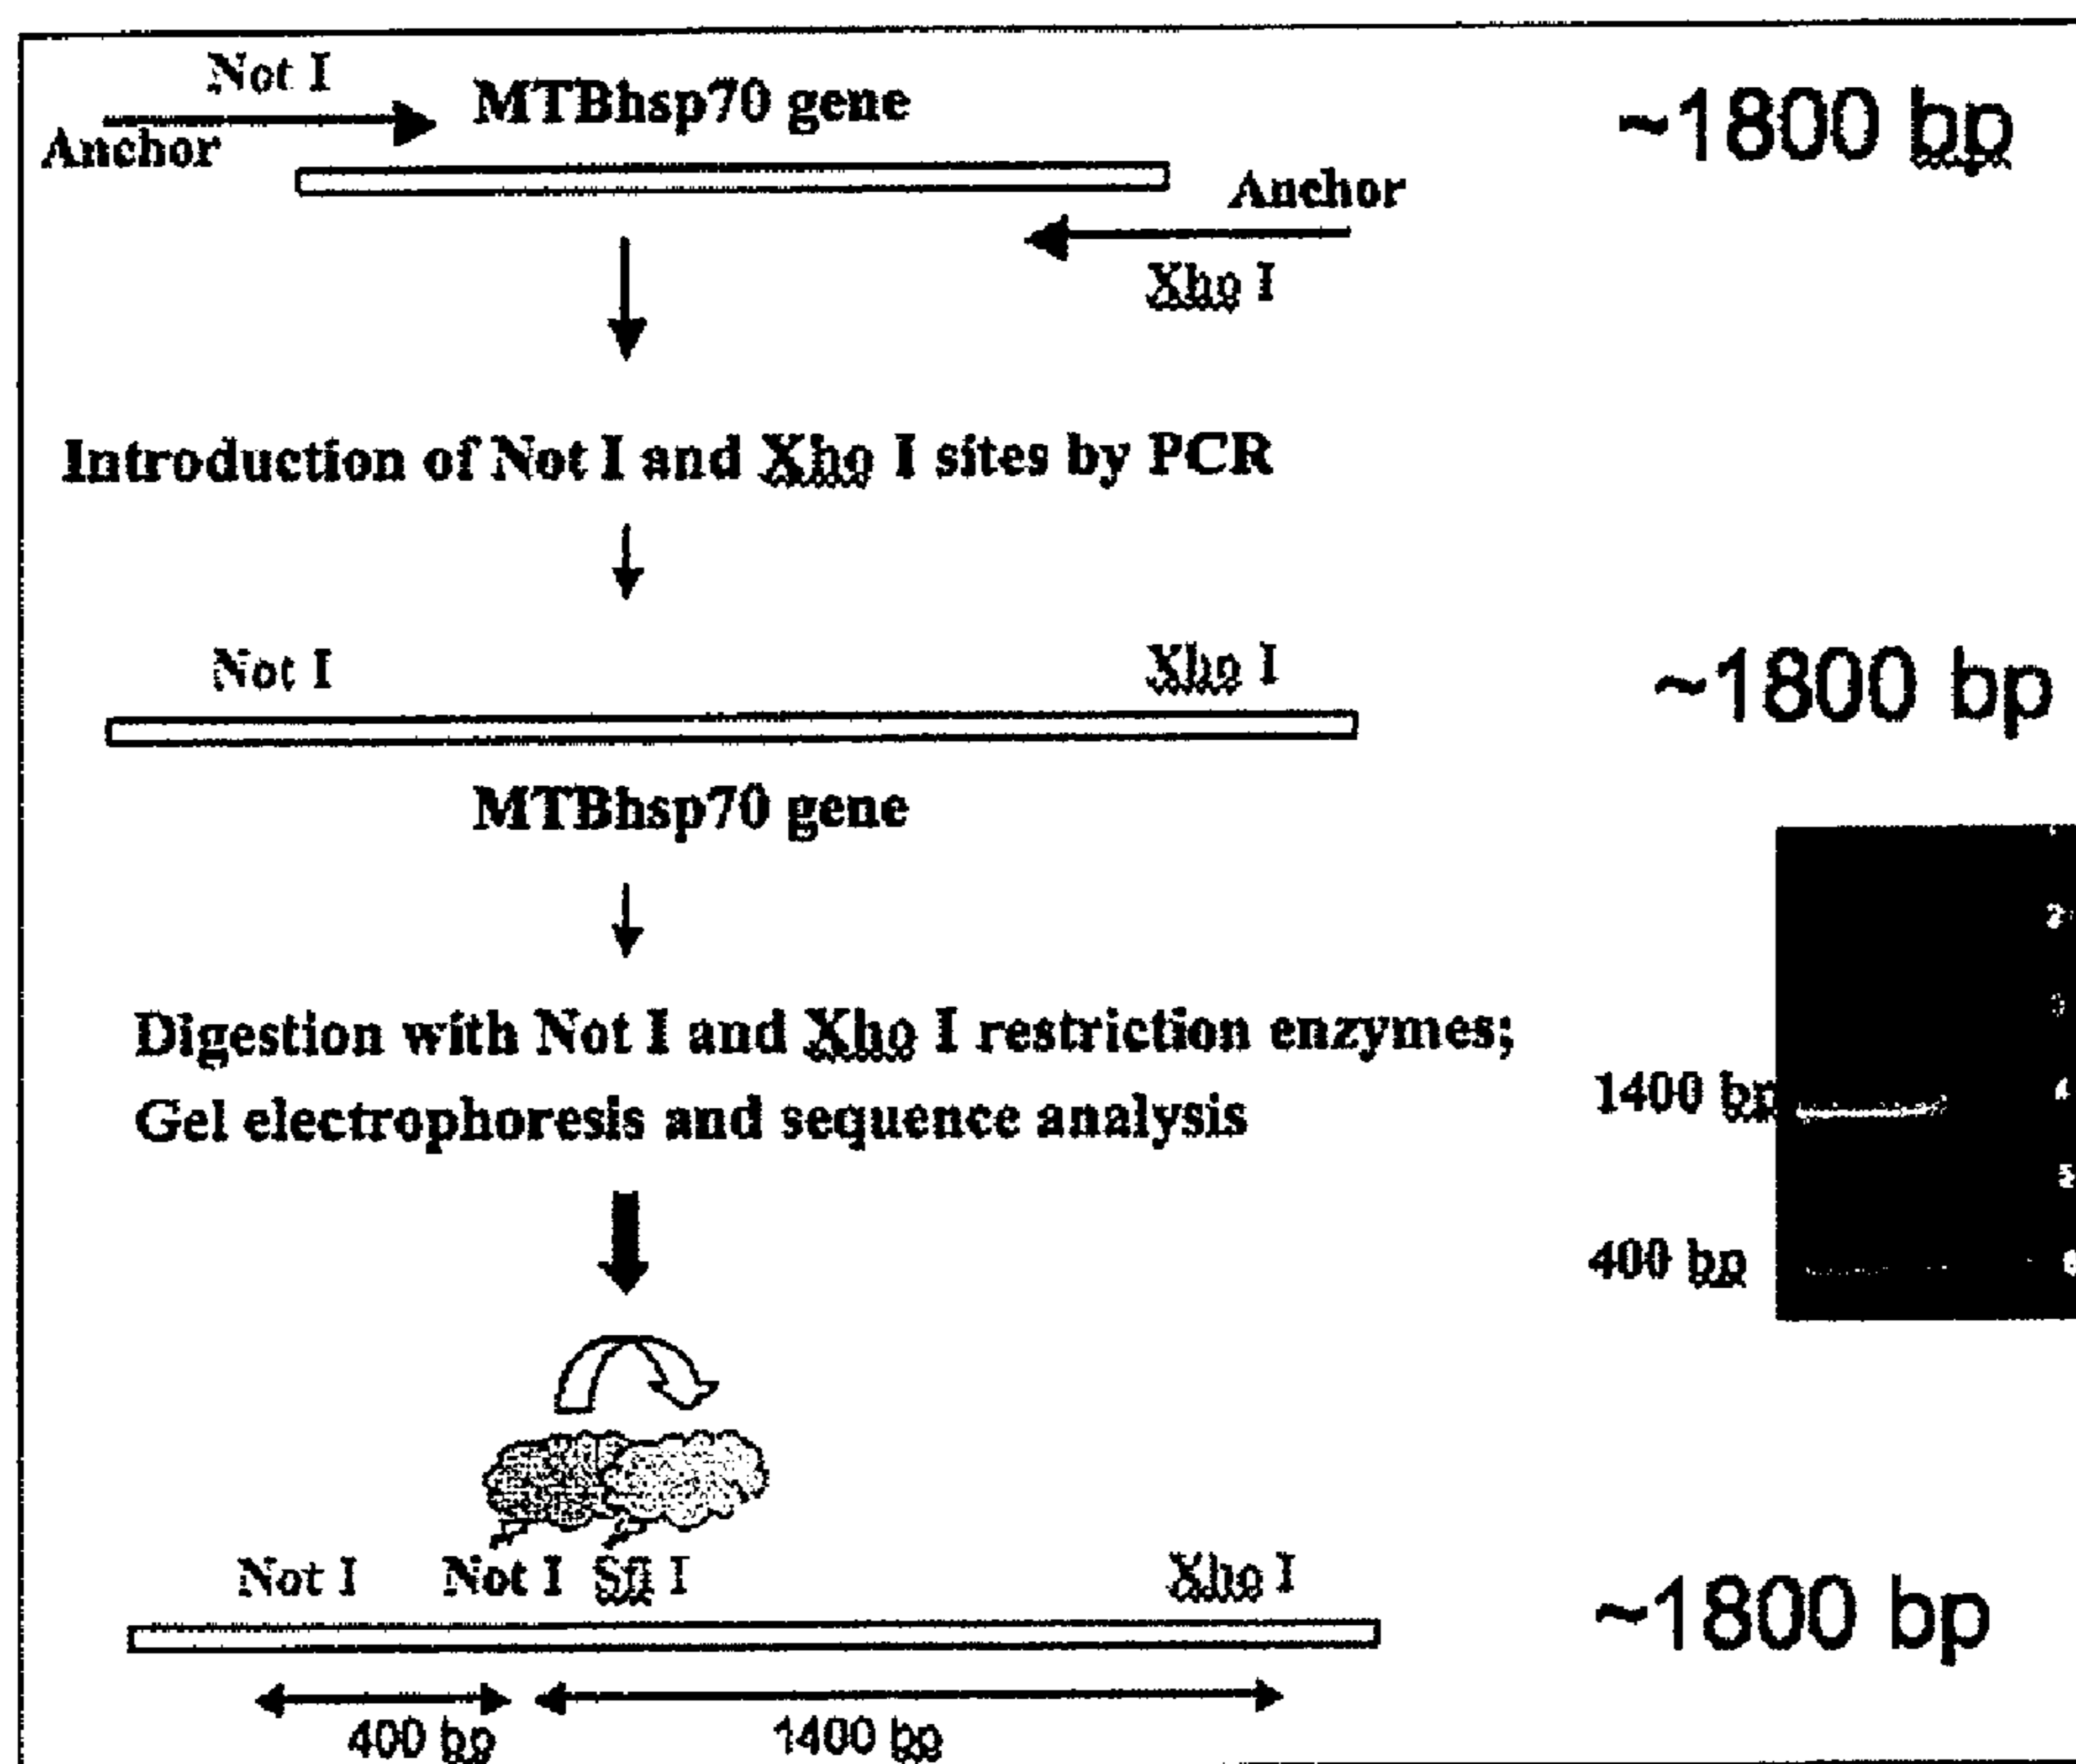 Not I
MTBhsp70 gene
~1800 bp
Anchor
Anchor
Xho I
Introduction of Not I and Xho I sites by PCR
Not I
Xho I
~1800 bp
MTBhsp70 gene
Digestion with Not I and Xho I restriction enzymes;
Gel electrophoresis and sequence analysis
1400 bp
400 bp
Not I
Not I
Sfi I
Xho I
~1800 bp
400 bp
1400 bp